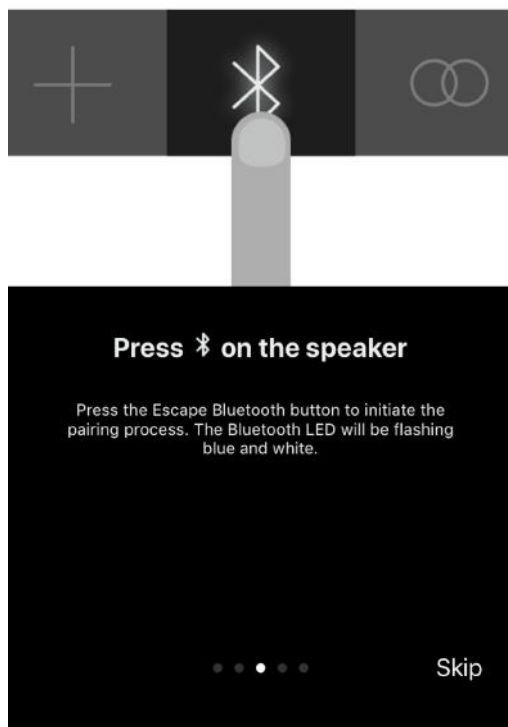 Press on the speaker
Press the Escape Bluetooth button to initiate the
pairing process. The Bluetooth LED will be flashing
blue and white.
Skip